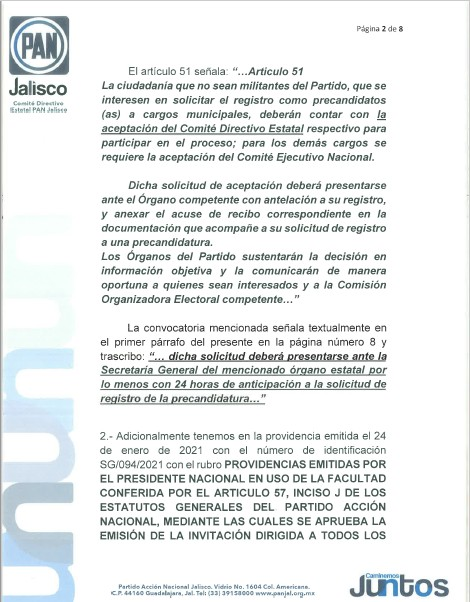 Página 2 de 8
PAN
Jalisco
Comité Directivo
Estatal PAN Jalisco
El artículo 51 señala: “…Artículo 51
La ciudadanía que no sean militantes del Partido, que se
interesen en solicitar el registro como precandidatos
(as) a cargos municipales, deberán contar con la
aceptación del Comité Directivo Estatal respectivo para
participar en el proceso; para los demás cargos se
requiere la aceptación del Comité Ejecutivo Nacional.
Dicha solicitud de aceptación deberá presentarse
ante el Órgano competente con antelación a su registro,
y anexar el acuse de recibo correspondiente en la
documentación que acompañe a su solicitud de registro
a una precandidatura.
Los Órganos del Partido sustentarán la decisión en
información objetiva y la comunicarán de manera
oportuna a quienes sean interesados y a la Comisión
Organizadora Electoral competente…”
La convocatoria mencionada señala textualmente en
el primer párrafo del presente en la página número 8 y
trascribo: “… dicha solicitud deberá presentarse ante la
Secretaría General del mencionado órgano estatal por
lo menos con 24 horas de anticipación a la solicitud de
registro de la precandidatura…”
2.- Adicionalmente tenemos en la providencia emitida el 24
de enero de 2021 con el número de identificación
SG/094/2021 con el rubro PROVIDENCIAS EMITIDAS POR
EL PRESIDENTE NACIONAL EN USO DE LA FACULTAD
CONFERIDA POR EL ARTICULO 57, INCISO J DE LOS
ESTATUTOS GENERALES DEL PARTIDO ACCIÓN
NACIONAL, MEDIANTE LAS CUALES SE APRUEBA LA
EMISIÓN DE LA INVITACIÓN DIRIGIDA A TODOS LOS
Partido Acción Nacional Jalisco. Vidrio No. 1604 Col. Americana,
C.P. 44160 Guadalajara, Jal. Tel: (33) 39158000 www.panjal.org.mx
Caminemos
Juntos